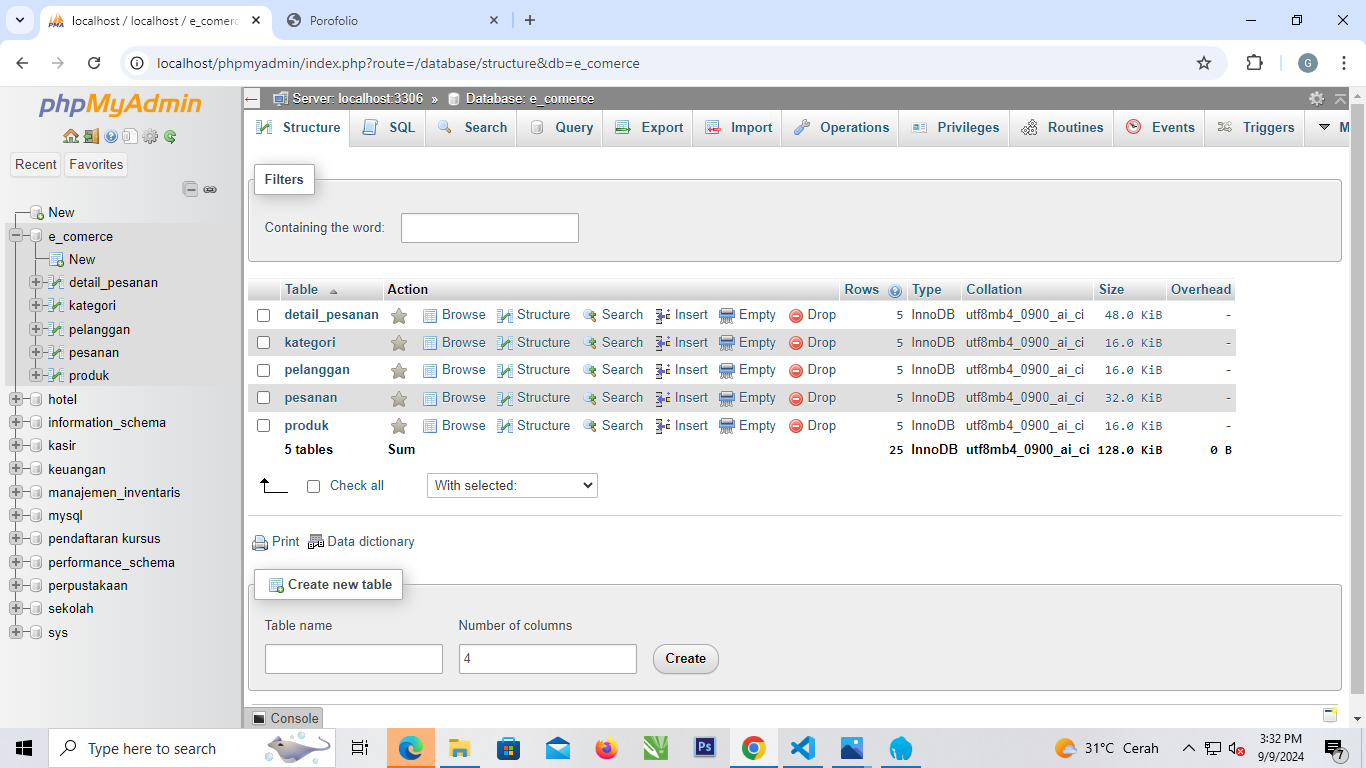 localhost / localhost / e_comerc
Porofolio
localhost/phpmyadmin/index.php?route=/database/structure&db=e_comerce
G
phpMyAdmin
Recent Favorites
New
e_comerce
New
detail_pesanan
kategori
pelanggan
pesanan
produk
hotel
information_schema
kasir
keuangan
manajemen_inventaris
mysql
pendaftaran kursus
performance_schema
perpustakaan
sekolah
sys
Server: localhost:3306 » Database: e_comerce
Structure SQL Search Query Export Import Operations Privileges Routines Events Triggers M
Filters
Containing the word:
Table Action Rows Type Collation Size Overhead
detail_pesanan Browse Structure Search Insert Empty Drop 5 InnoDB utf8mb4_0900_ai_ci 48.0 KiB -
kategori Browse Structure Search Insert Empty Drop 5 InnoDB utf8mb4_0900_ai_ci 16.0 KiB -
pelanggan Browse Structure Search Insert Empty Drop 5 InnoDB utf8mb4_0900_ai_ci 16.0 KiB -
pesanan Browse Structure Search Insert Empty Drop 5 InnoDB utf8mb4_0900_ai_ci 32.0 KiB -
produk Browse Structure Search Insert Empty Drop 5 InnoDB utf8mb4_0900_ai_ci 16.0 KiB -
5 tables Sum 25 InnoDB utf8mb4_0900_ai_ci 128.0 KiB 0 B
Check all With selected:
Print Data dictionary
Create new table
Table name Number of columns
4 Create
Console
Type here to search
Ps
31°C Cerah
3:32 PM
9/9/2024
7